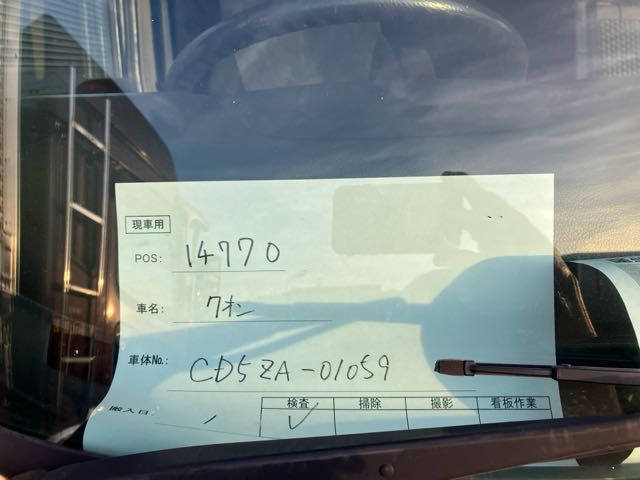 現車用
POS: 14770
車名: クオン
車体No.: CD5ZA-01059
搬入日: /
検査 掃除 撮影 看板作業
✓